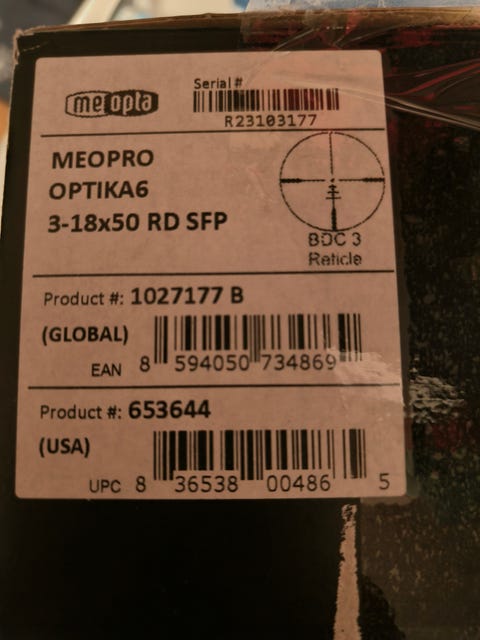 meopta
Serial #
R23103177
MEOPRO
OPTIKA6
3-18x50 RD SFP
BDC 3
Reticle
Product #: 1027177 B
(GLOBAL)
EAN 8 594050 734869
Product #: 653644
(USA)
UPC 8 36538 00486 5